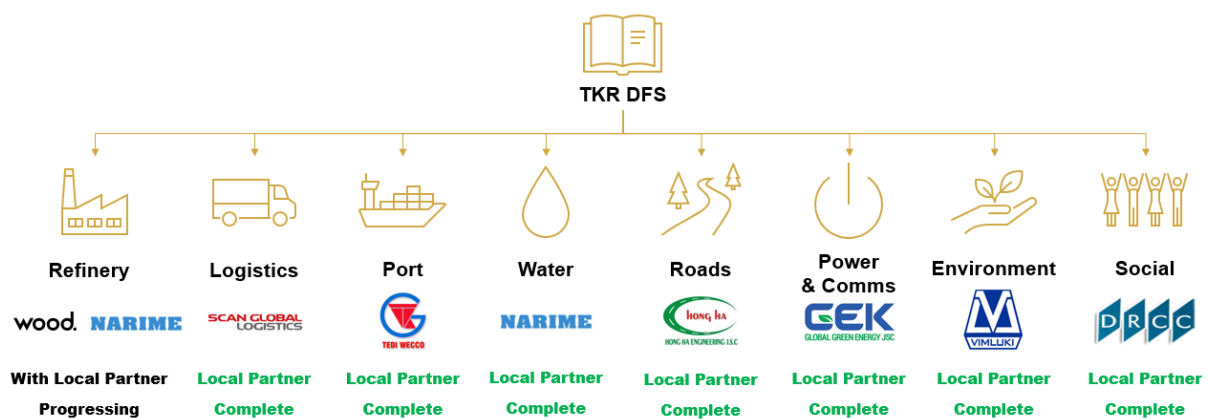 TKR DFS
Refinery
Logistics
Port
Water
Roads
Power
& Comms
Environment
Social
wood.
NARIME
SCAN GLOBAL
LOGISTICS
TEDI WECCO
NARIME
HONG HA
HONG HA ENGINEERING J.S.C
GEK
GLOBAL GREEN ENERGY JSC
VIMLUKI
DRCC
With Local Partner
Progressing
Local Partner
Complete
Local Partner
Complete
Local Partner
Complete
Local Partner
Complete
Local Partner
Complete
Local Partner
Complete
Local Partner
Complete